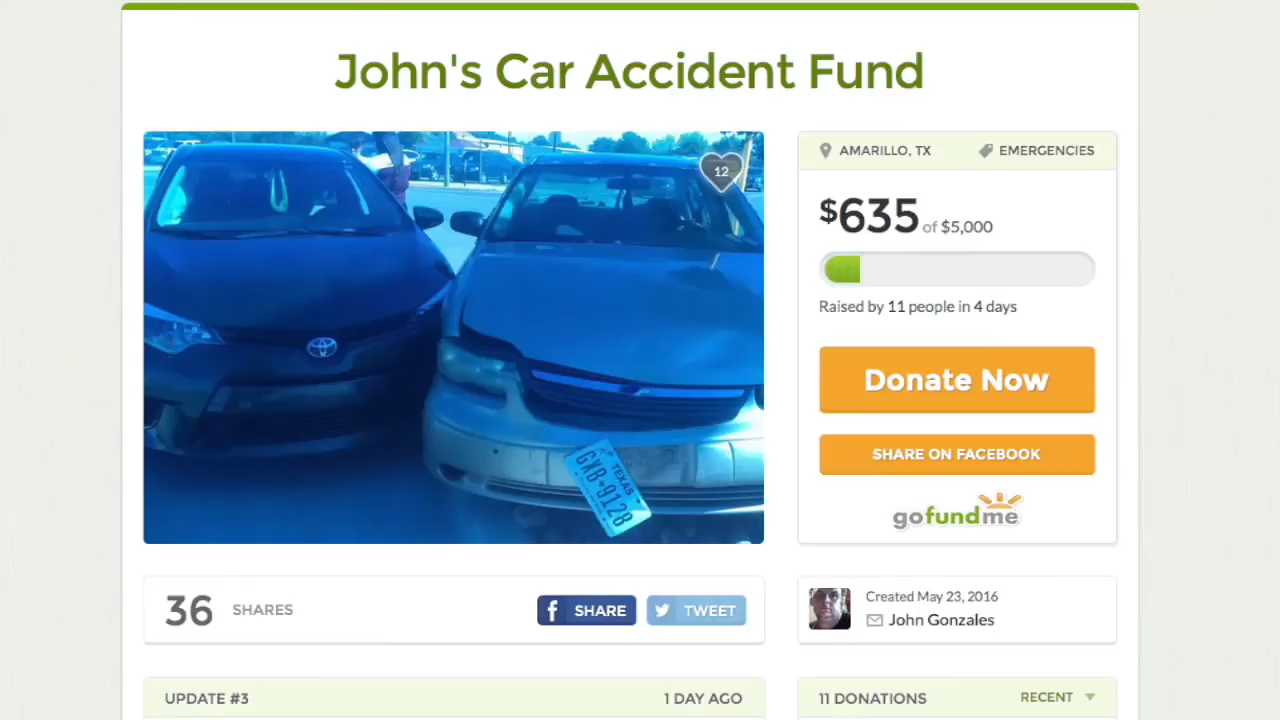 John's Car Accident Fund
12
TEXAS
GXB 9128
AMARILLO, TX
EMERGENCIES
$635 of $5,000
Raised by 11 people in 4 days
Donate Now
SHARE ON FACEBOOK
gofundme
36 SHARES
f SHARE
TWEET
Created May 23, 2016
John Gonzales
UPDATE #3
1 DAY AGO
11 DONATIONS
RECENT